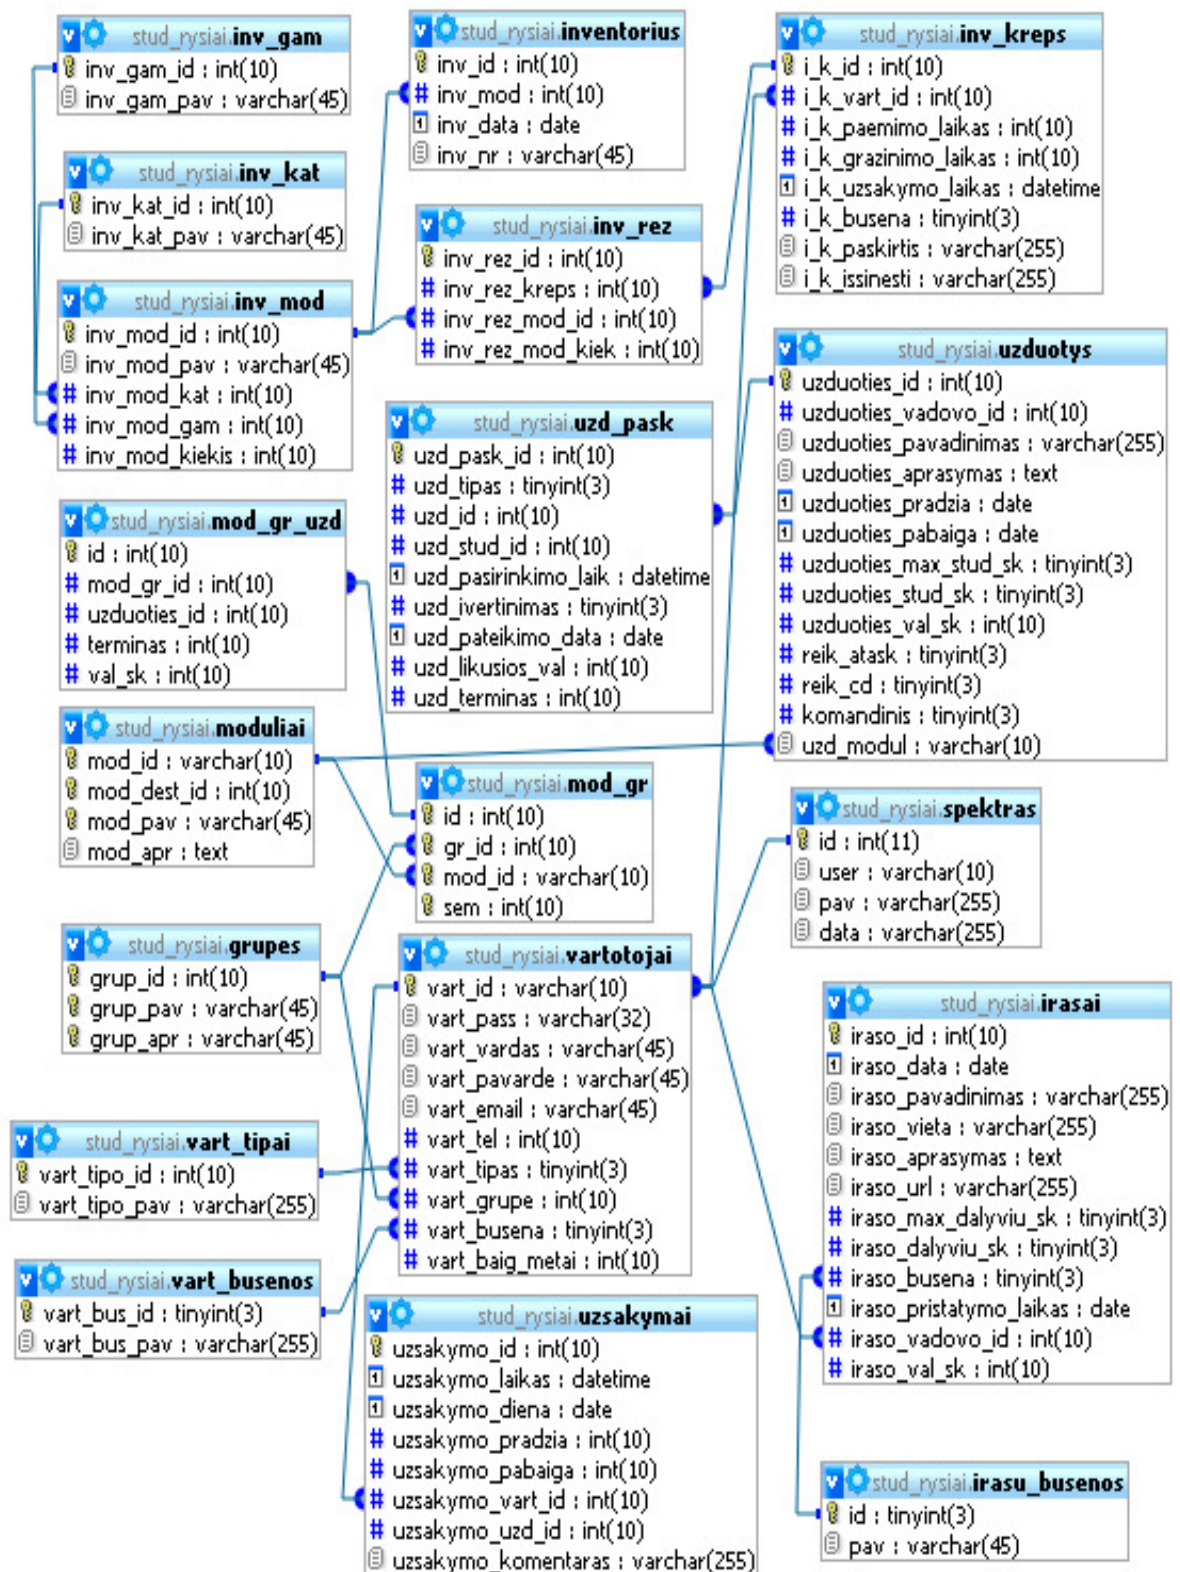 stud_rysiai.inv_gam
inv_gam_id : int(10)
inv_gam_pav : varchar(45)
stud_rysiai.inv_kat
inv_kat_id : int(10)
inv_kat_pav : varchar(45)
stud_rysiai.inv_mod
inv_mod_id : int(10)
inv_mod_pav : varchar(45)
inv_mod_kat : int(10)
inv_mod_gam : int(10)
inv_mod_kiekis : int(10)
stud_rysiai.mod_gr_uzd
id : int(10)
mod_gr_id : int(10)
uzduoties_id : int(10)
terminas : int(10)
val_sk : int(10)
stud_rysiai.moduliai
mod_id : varchar(10)
mod_dest_id : int(10)
mod_pav : varchar(45)
mod_apr : text
stud_rysiai.grupes
grup_id : int(10)
grup_pav : varchar(45)
grup_apr : varchar(45)
stud_rysiai.vart_tipai
vart_tipo_id : int(10)
vart_tipo_pav : varchar(255)
stud_rysiai.vart_busenos
vart_bus_id : tinyint(3)
vart_bus_pav : varchar(255)
stud_rysiai.inventorius
inv_id : int(10)
inv_mod : int(10)
inv_data : date
inv_nr : varchar(45)
stud_rysiai.inv_rez
inv_rez_id : int(10)
inv_rez_kreps : int(10)
inv_rez_mod_id : int(10)
inv_rez_mod_kiek : int(10)
stud_rysiai.uzd_pask
uzd_pask_id : int(10)
uzd_tipas : tinyint(3)
uzd_id : int(10)
uzd_stud_id : int(10)
uzd_pasirinkimo_laik : datetime
uzd_ivertinimas : tinyint(3)
uzd_pateikimo_data : date
uzd_likusios_val : int(10)
uzd_terminas : int(10)
stud_rysiai.mod_gr
id : int(10)
gr_id : int(10)
mod_id : varchar(10)
sem : int(10)
stud_rysiai.vartotojai
vart_id : varchar(10)
vart_pass : varchar(32)
vart_vardas : varchar(45)
vart_pavarde : varchar(45)
vart_email : varchar(45)
vart_tel : int(10)
vart_tipas : tinyint(3)
vart_grupe : int(10)
vart_busena : tinyint(3)
vart_baig_metai : int(10)
stud_rysiai.uzsakymai
uzsakymo_id : int(10)
uzsakymo_laikas : datetime
uzsakymo_diena : date
uzsakymo_pradzia : int(10)
uzsakymo_pabaiga : int(10)
uzsakymo_vart_id : int(10)
uzsakymo_uzd_id : int(10)
uzsakymo_komentaras : varchar(255)
stud_rysiai.inv_kreps
i_k_id : int(10)
i_k_vart_id : int(10)
i_k_paemimo_laikas : int(10)
i_k_grazinimo_laikas : int(10)
i_k_uzsakymo_laikas : datetime
i_k_busena : tinyint(3)
i_k_paskirtis : varchar(255)
i_k_issinesti : varchar(255)
stud_rysiai.uzduotys
uzduoties_id : int(10)
uzduoties_vadovo_id : int(10)
uzduoties_pavadinimas : varchar(255)
uzduoties_aprasymas : text
uzduoties_pradzia : date
uzduoties_pabaiga : date
uzduoties_max_stud_sk : tinyint(3)
uzduoties_stud_sk : tinyint(3)
uzduoties_val_sk : int(10)
reik_atask : tinyint(3)
reik_cd : tinyint(3)
komandinis : tinyint(3)
uzd_modul : varchar(10)
stud_rysiai.spektras
id : int(11)
user : varchar(10)
pav : varchar(255)
data : varchar(255)
stud_rysiai.irasai
iraso_id : int(10)
iraso_data : date
iraso_pavadinimas : varchar(255)
iraso_vieta : varchar(255)
iraso_aprasymas : text
iraso_url : varchar(255)
iraso_max_dalyviu_sk : tinyint(3)
iraso_dalyviu_sk : tinyint(3)
iraso_busena : tinyint(3)
iraso_pristatymo_laikas : date
iraso_vadovo_id : int(10)
iraso_val_sk : int(10)
stud_rysiai.irasu_busenos
id : tinyint(3)
pav : varchar(45)